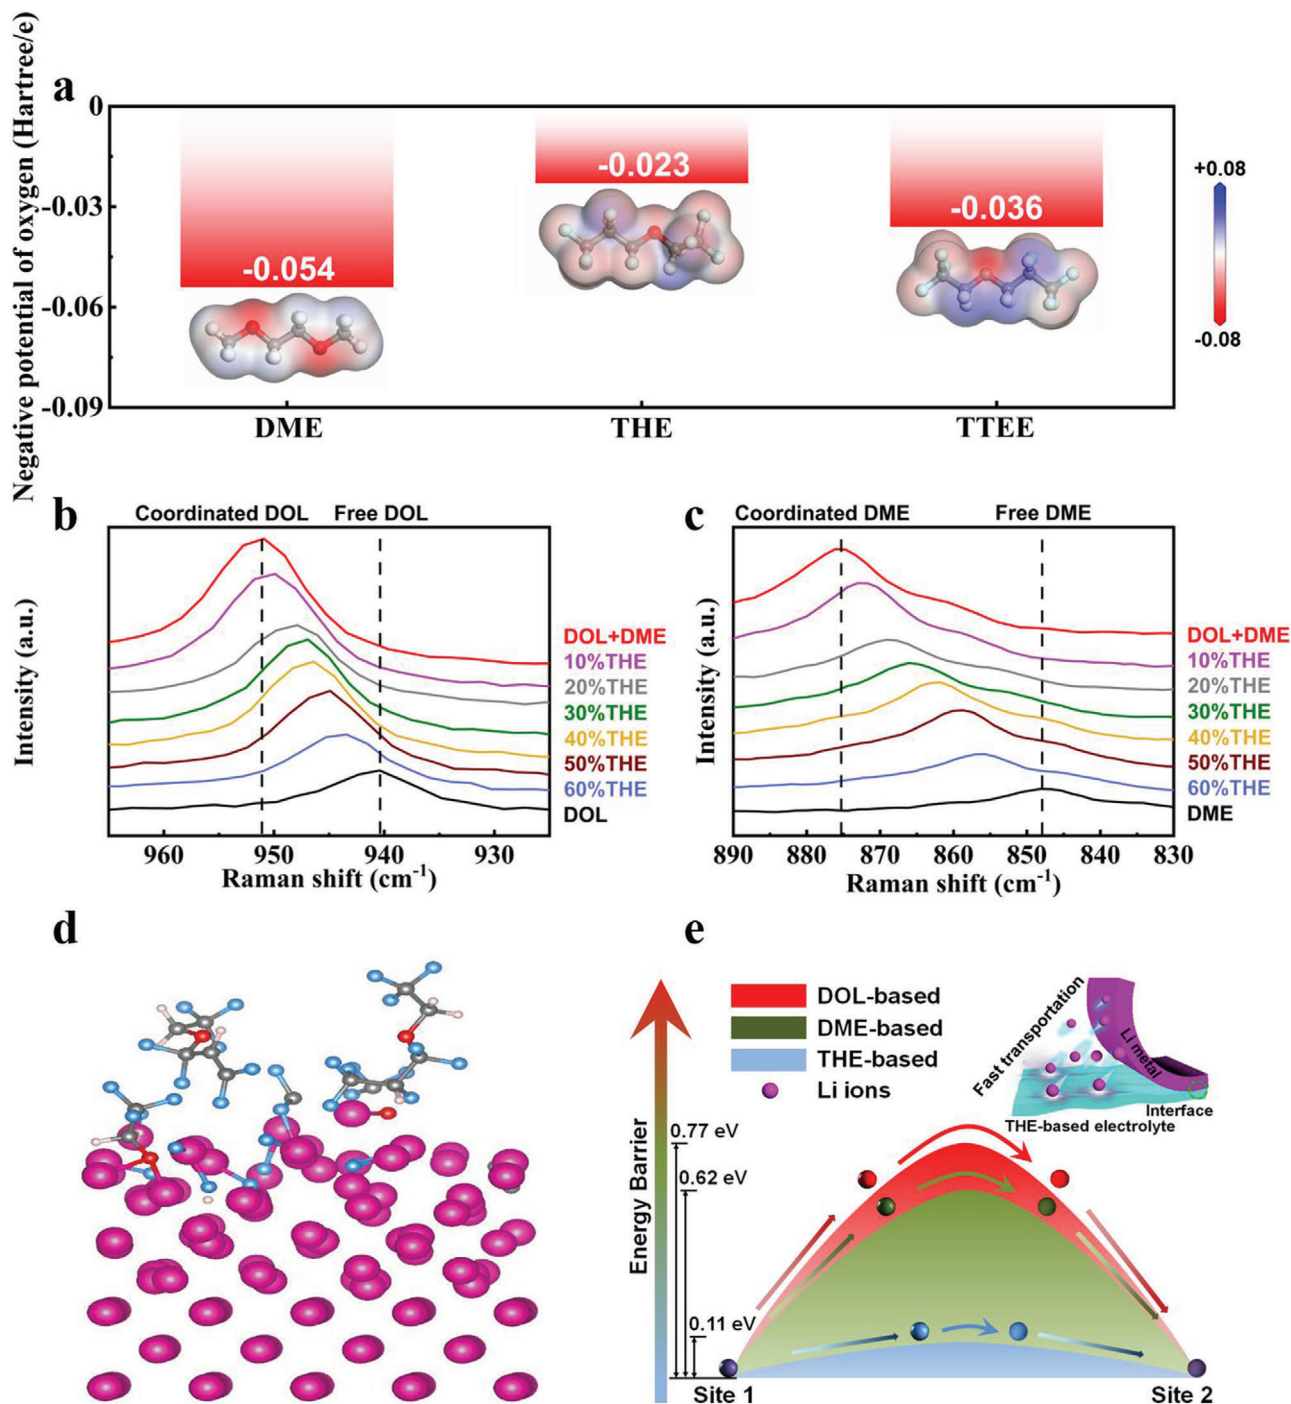 a
Negative potential of oxygen (Hartree/e)
0
-0.03
-0.06
-0.09
-0.054
-0.023
-0.036
+0.08
-0.08
DME
THE
TTEE
b
Coordinated DOL
Free DOL
Intensity (a.u.)
DOL+DME
10%THE
20%THE
30%THE
40%THE
50%THE
60%THE
DOL
960
950
940
930
Raman shift (cm-1)
c
Coordinated DME
Free DME
Intensity (a.u.)
DOL+DME
10%THE
20%THE
30%THE
40%THE
50%THE
60%THE
DME
890
880
870
860
850
840
830
Raman shift (cm-1)
d
e
DOL-based
DME-based
THE-based
Li ions
Fast transportation
Li metal
Interface
THE-based electrolyte
Energy Barrier
0.77 eV
0.62 eV
0.11 eV
Site 1
Site 2